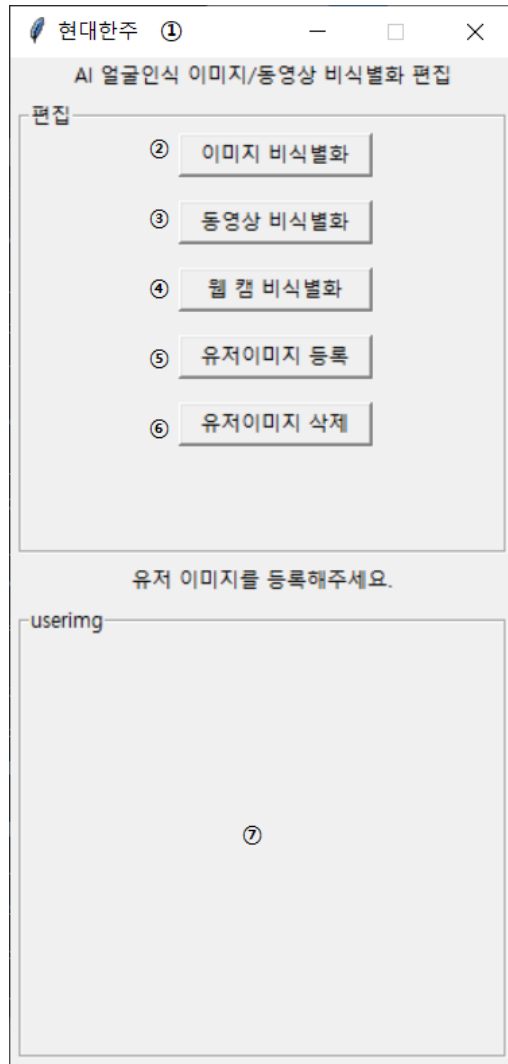 현대한주 ①
AI 얼굴인식 이미지/동영상 비식별화 편집
편집
② 이미지 비식별화
③ 동영상 비식별화
④ 웹 캠 비식별화
⑤ 유저이미지 등록
⑥ 유저이미지 삭제
유저 이미지를 등록해주세요.
userimg
⑦